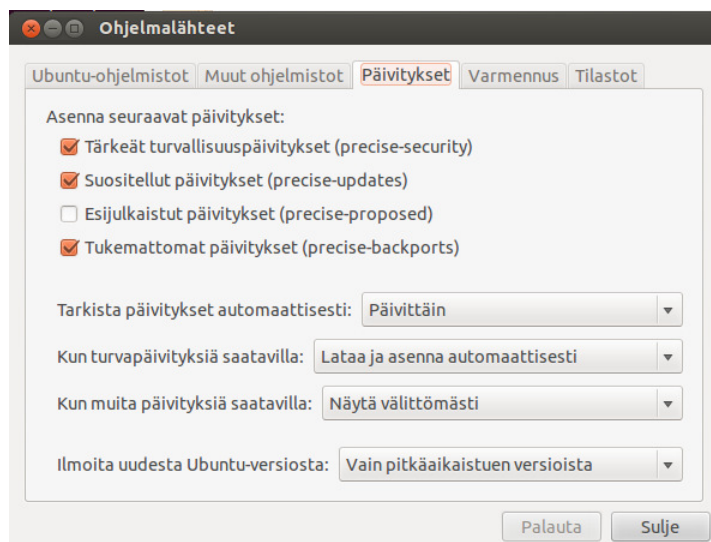 Ohjelmalähteet
Ubuntu-ohjelmistot Muut ohjelmistot Päivitykset Varmennus Tilastot
Asenna seuraavat päivitykset:
Tärkeät turvallisuuspäivitykset (precise-security)
Suositellut päivitykset (precise-updates)
Esijulkaistut päivitykset (precise-proposed)
Tukemattomat päivitykset (precise-backports)
Tarkista päivitykset automaattisesti: Päivittäin
Kun turvapäivityksiä saatavilla: Lataa ja asenna automaattisesti
Kun muita päivityksiä saatavilla: Näytä välittömästi
Ilmoita uudesta Ubuntu-versiosta: Vain pitkäaikaistuen versioista
Palauta Sulje